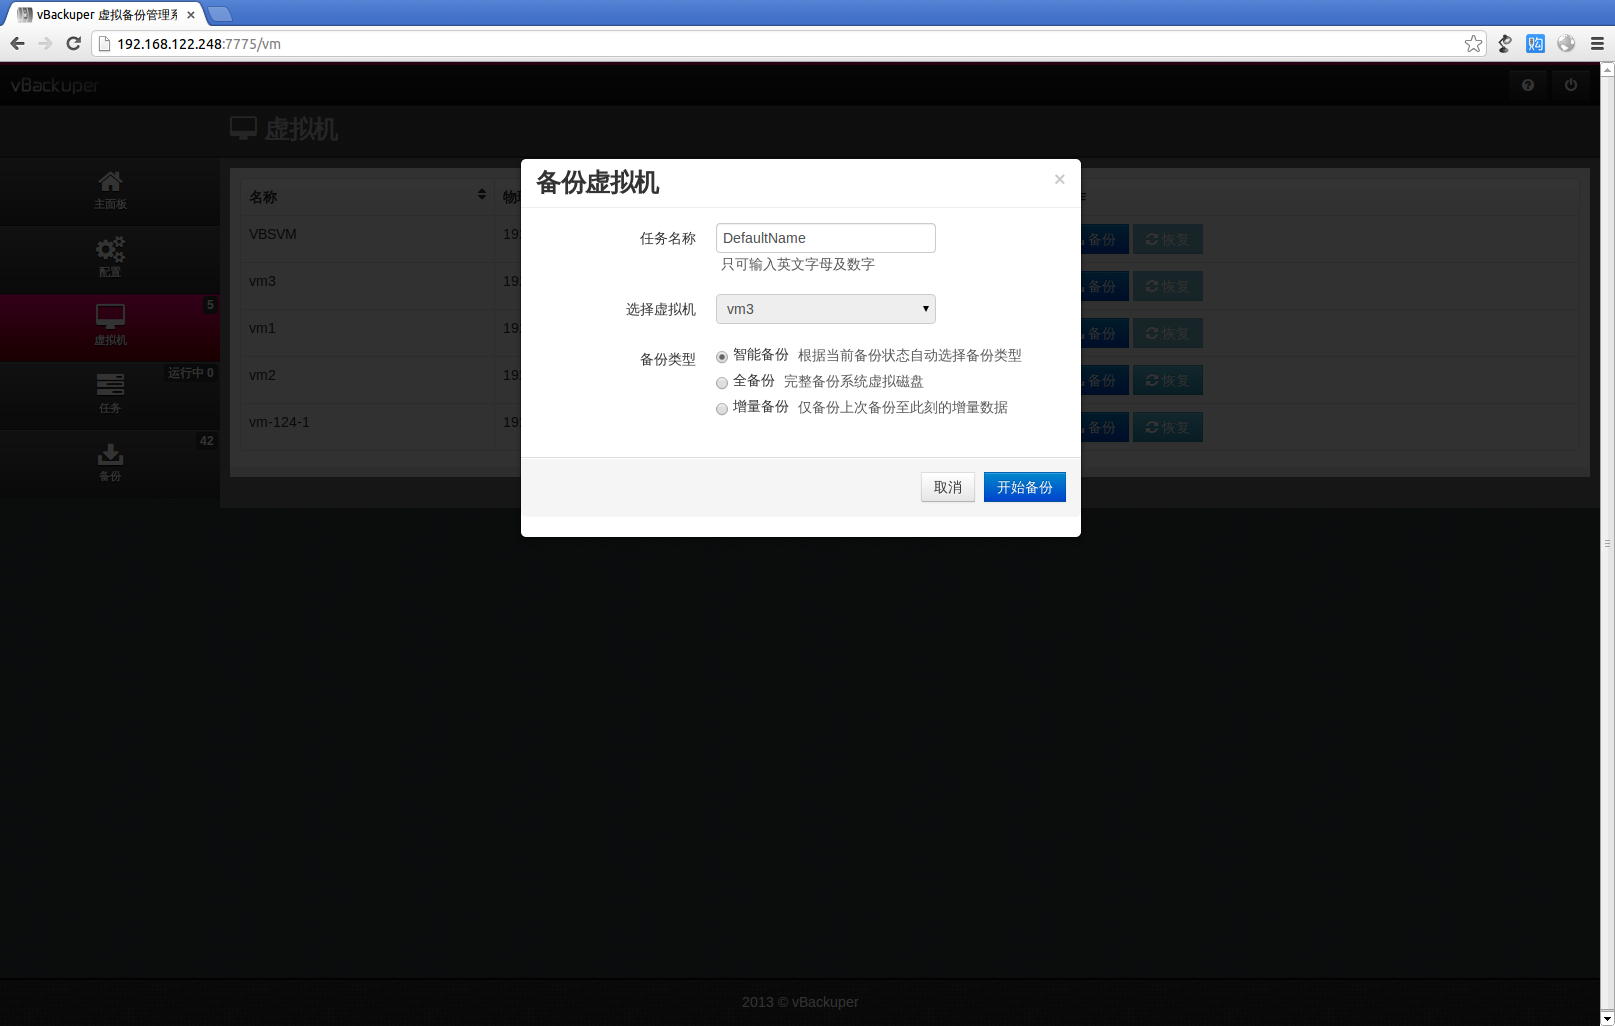 vBackuper 虚拟备份管理系
192.168.122.248:7775/vm
购
vBackuper
虚拟机
主面板
配置
5
虚拟机
运行中 0
任务
42
备份
名称
VBSVM
vm3
vm1
vm2
vm-124-1
备份虚拟机
×
任务名称 DefaultName
只可输入英文字母及数字
选择虚拟机 vm3
备份类型 智能备份 根据当前备份状态自动选择备份类型
全备份 完整备份系统虚拟磁盘
增量备份 仅备份上次备份至此刻的增量数据
取消 开始备份
备份 恢复
备份 恢复
备份 恢复
备份 恢复
备份 恢复
2013 © vBackuper